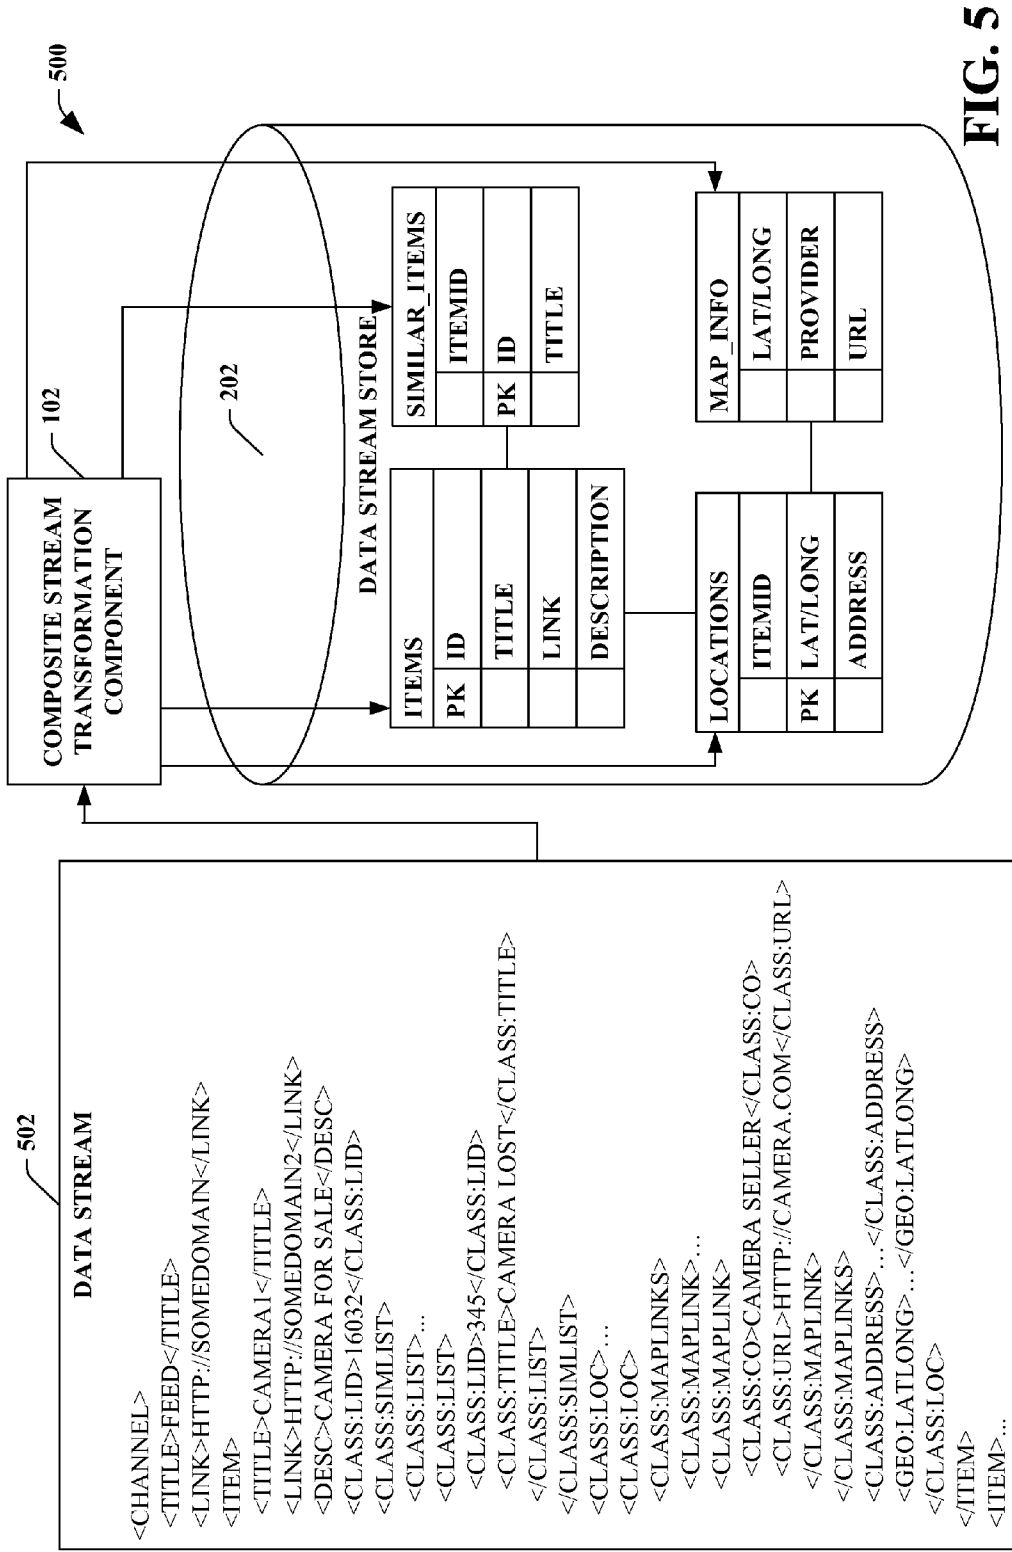 500
COMPOSITE STREAM
TRANSFORMATION
COMPONENT
102
202
DATA STREAM STORE
ITEMS
PK ID
TITLE
LINK
DESCRIPTION
SIMILAR_ITEMS
ITEMID
PK ID
TITLE
LOCATIONS
ITEMID
PK LAT/LONG
ADDRESS
MAP_INFO
LAT/LONG
PROVIDER
URL
502
DATA STREAM
<CHANNEL>
<TITLE>FEED</TITLE>
<LINK>HTTP://SOMEDOMAIN</LINK>
<ITEM>
<TITLE>CAMERA1</TITLE>
<LINK>HTTP://SOMEDOMAIN2</LINK>
<DESC>CAMERA FOR SALE</DESC>
<CLASS:LID>16032</CLASS:LID>
<CLASS:SIMLIST>
<CLASS:LIST>...
<CLASS:LIST>
<CLASS:LID>345</CLASS:LID>
<CLASS:TITLE>CAMERA LOST</CLASS:TITLE>
</CLASS:LIST>
</CLASS:SIMLIST>
<CLASS:LOC>...
<CLASS:LOC>
<CLASS:MAPLINKS>
<CLASS:MAPLINK>...
<CLASS:MAPLINK>
<CLASS:CO>CAMERA SELLER</CLASS:CO>
<CLASS:URL>HTTP://CAMERA.COM</CLASS:URL>
</CLASS:MAPLINK>
</CLASS:MAPLINKS>
<CLASS:ADDRESS>...</CLASS:ADDRESS>
<GEO:LATLONG>...</GEO:LATLONG>
</CLASS:LOC>
</ITEM>
<ITEM>...
FIG. 5